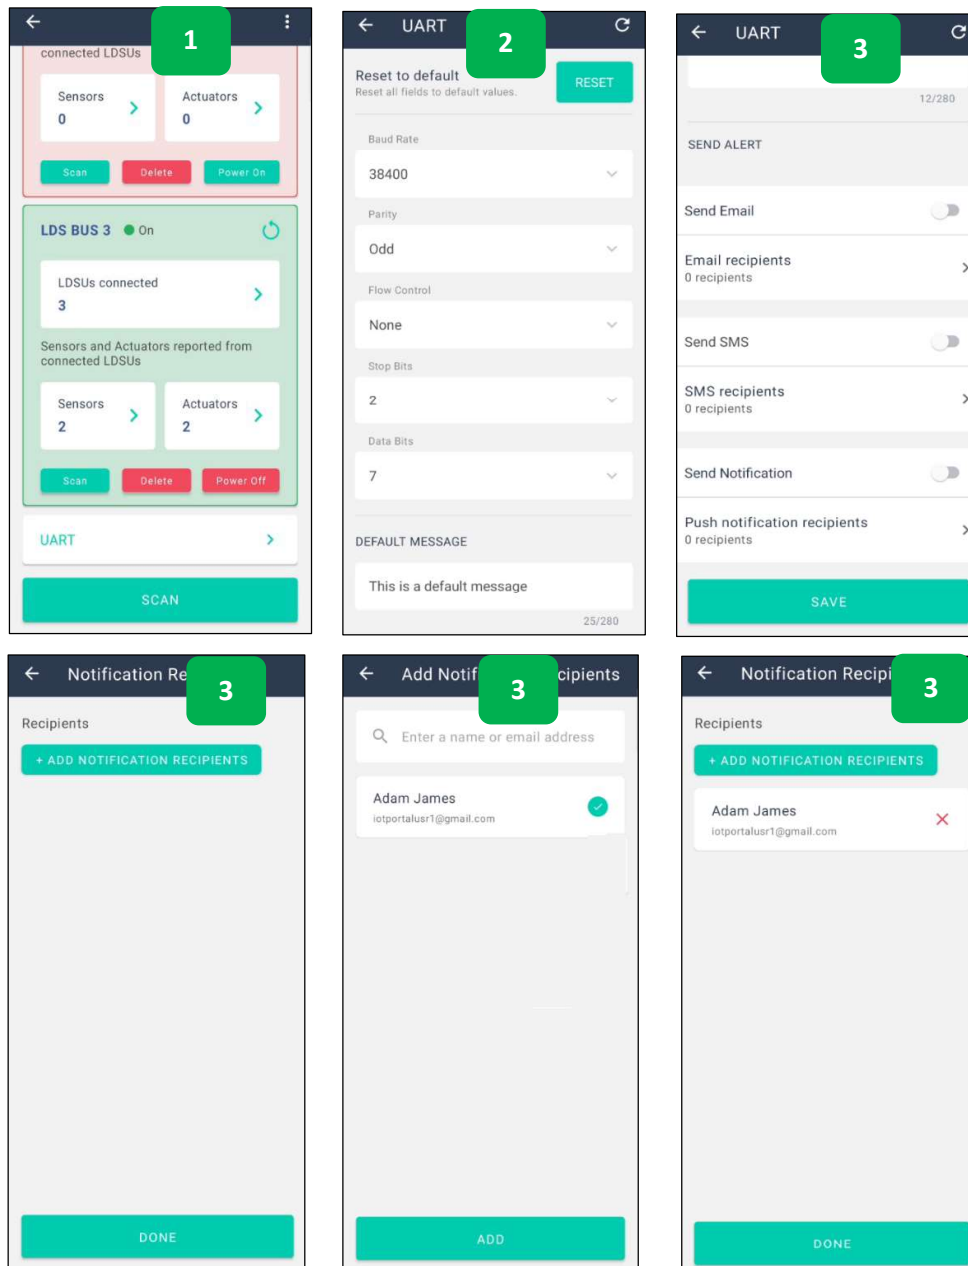 1
connected LDSUs
Sensors
0
Actuators
0
Scan
Delete
Power On
LDS BUS 3
On
LDSUs connected
3
Sensors and Actuators reported from
connected LDSUs
Sensors
2
Actuators
2
Scan
Delete
Power Off
UART
SCAN
UART
2
Reset to default
Reset all fields to default values.
RESET
Baud Rate
38400
Parity
Odd
Flow Control
None
Stop Bits
2
Data Bits
7
DEFAULT MESSAGE
This is a default message
25/280
UART
3
12/280
SEND ALERT
Send Email
Email recipients
0 recipients
Send SMS
SMS recipients
0 recipients
Send Notification
Push notification recipients
0 recipients
SAVE
Notification Re
3
Recipients
+ ADD NOTIFICATION RECIPIENTS
DONE
Add Notif
3
cipients
Enter a name or email address
Adam James
iotportalusr1@gmail.com
ADD
Notification Recipi
3
Recipients
+ ADD NOTIFICATION RECIPIENTS
Adam James
iotportalusr1@gmail.com
DONE